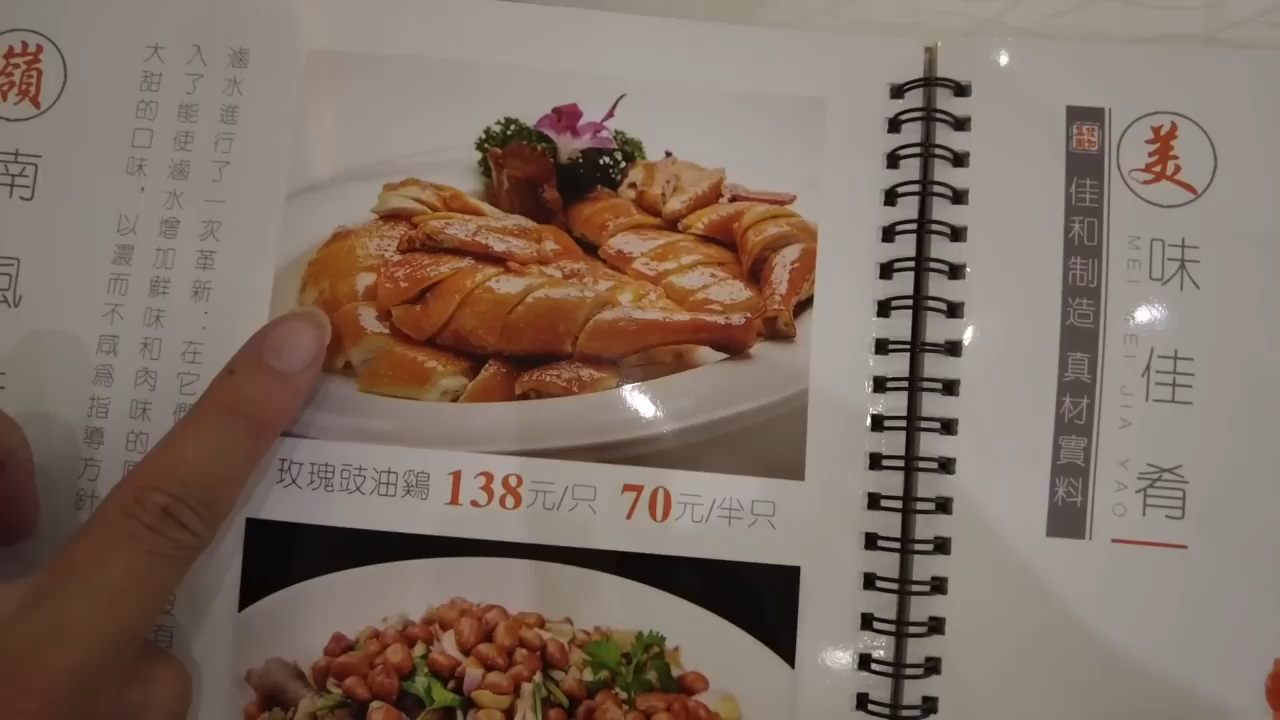 嶺南風
滷水進行了一次革新：在它們
入了能使滷水增加鮮味和肉味的
大甜的口味，以濃而不咸爲指導方針
玫瑰豉油鷄 138元/只 70元/半只
佳和制造 真材實料
美味佳肴
MEI EI JIA YAO